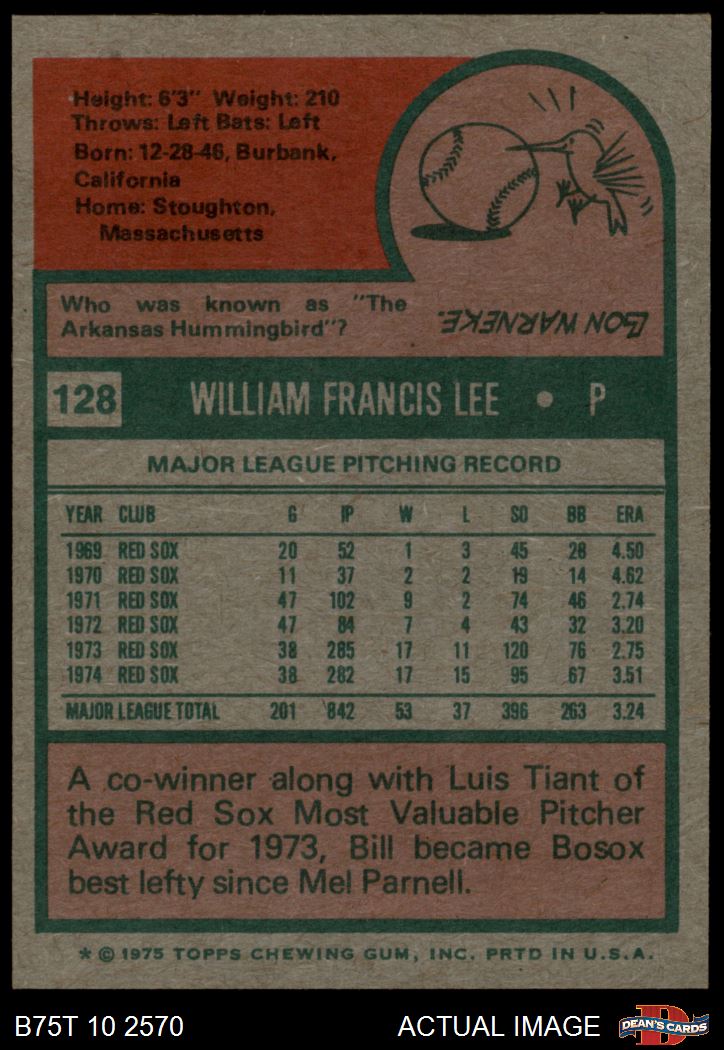 Height: 6'3" Weight: 210
Throws: Left Bats: Left
Born: 12-28-46, Burbank,
California
Home: Stoughton,
Massachusetts
Who was known as "The
Arkansas Hummingbird"?
LON WARNEKE.
128 WILLIAM FRANCIS LEE • P
MAJOR LEAGUE PITCHING RECORD
YEAR CLUB G IP W L SO BB ERA
1969 RED SOX 20 52 1 3 45 28 4.50
1970 RED SOX 11 37 2 2 19 14 4.62
1971 RED SOX 47 102 9 2 74 46 2.74
1972 RED SOX 47 84 7 4 43 32 3.20
1973 RED SOX 38 285 17 11 120 76 2.75
1974 RED SOX 38 282 17 15 95 67 3.51
MAJOR LEAGUE TOTAL 201 842 53 37 396 263 3.24
A co-winner along with Luis Tiant of
the Red Sox Most Valuable Pitcher
Award for 1973, Bill became Bosox
best lefty since Mel Parnell.
* © 1975 TOPPS CHEWING GUM, INC. PRTD IN U.S.A.
B75T 10 2570 ACTUAL IMAGE
D
DEAN'S CARDS